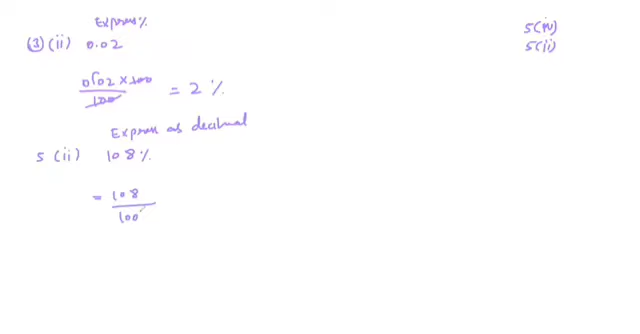 Express %
(3) (ii) 0.02
5(iv)
5(ii)
0.02 × 100
100
= 2 %
Express as decimal
5 (ii) 108%
= 108
100